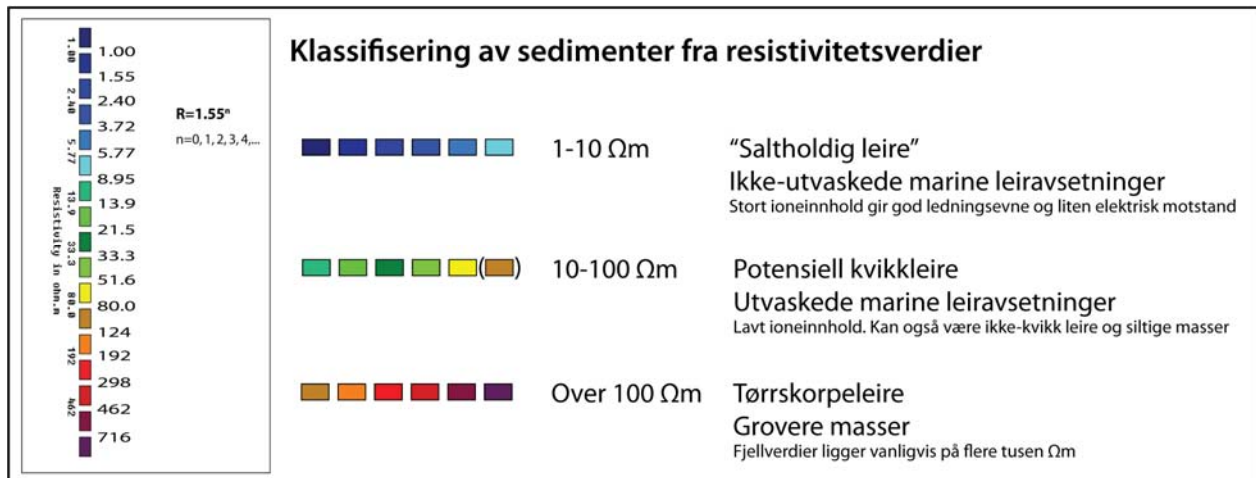 Klassifisering av sedimenter fra resistivitetsverdier
1.00
1.55
2.40
3.72
5.77
8.95
13.9
21.5
33.3
51.6
80.0
124
192
298
462
716
1.00
2.40
5.77
13.9
33.3
80.0
192
462
Resistivity in ohm.m
R=1.55ⁿ
n=0, 1, 2, 3, 4,...
1-10 Ωm
"Saltholdig leire"
Ikke-utvaskede marine leiravsetninger
Stort ioneinnhold gir god ledningsevne og liten elektrisk motstand
( )
10-100 Ωm
Potensiell kvikkleire
Utvaskede marine leiravsetninger
Lavt ioneinnhold. Kan også være ikke-kvikk leire og siltige masser
Over 100 Ωm
Tørrskorpeleire
Grovere masser
Fjellverdier ligger vanligvis på flere tusen Ωm